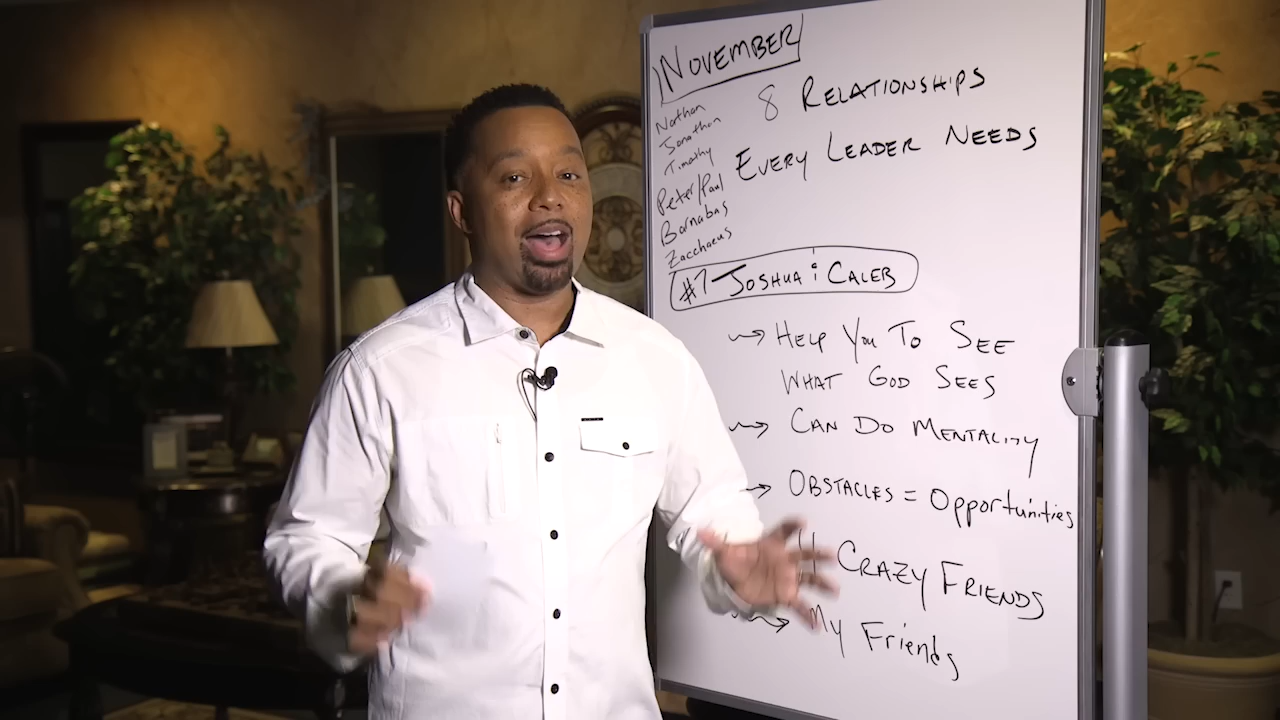 NOVEMBER
8 RELATIONSHIPS
EVERY LEADER NEEDS
Nathan
Jonathan
Timothy
Peter/Paul
Barnabas
Zacchaeus
#7 JOSHUA & CALEB
HELP YOU TO SEE
WHAT GOD SEES
CAN DO MENTALITY
OBSTACLES = Opportunities
CRAZY FRIENDS
My Friends